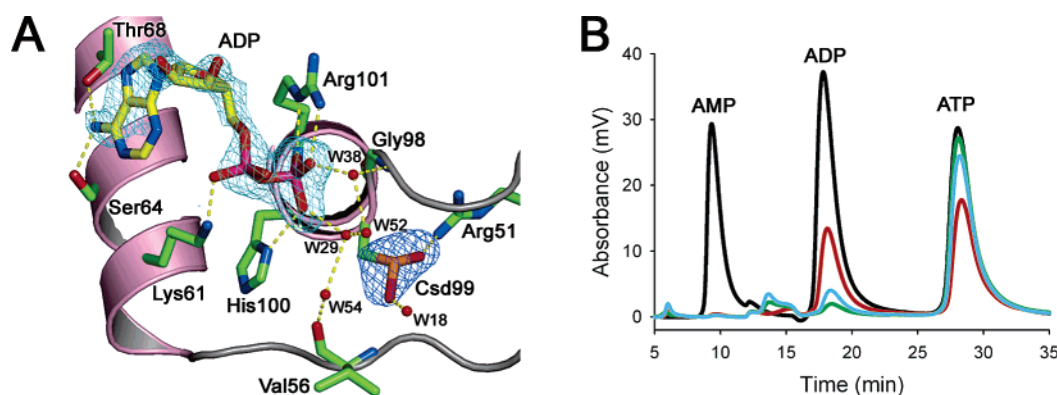 A
Thr68
ADP
Arg101
Gly98
W38
Ser64
W52
Arg51
W29
Lys61
His100
Csd99
W54
W18
Val56
B
40
30
20
10
0
Absorbance (mV)
AMP
ADP
ATP
5 10 15 20 25 30 35
Time (min)